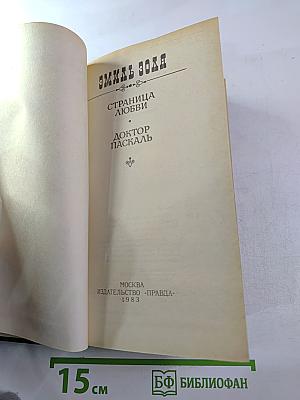 ЭМИЛЬ ЗОЛЯ
СТРАНИЦА
ЛЮБВИ
•
ДОКТОР
ПАСКАЛЬ
МОСКВА
ИЗДАТЕЛЬСТВО «ПРАВДА»
1983
15 см
БФ БИБЛИОФАН